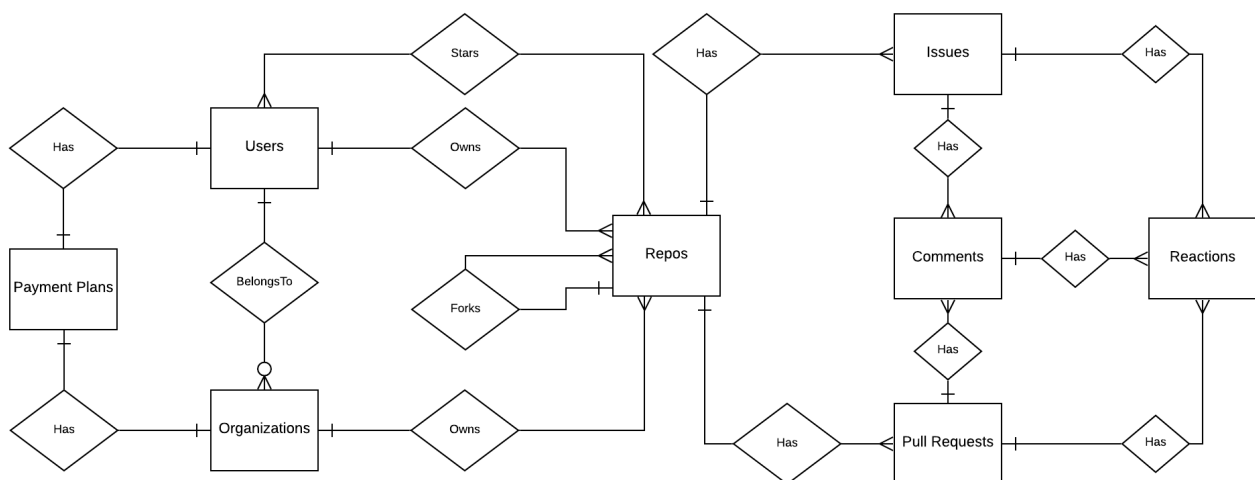 Stars
Has
Issues
Has
Has
Users
Owns
Has
Repos
Comments
Has
Reactions
Payment Plans
BelongsTo
Forks
Has
Has
Organizations
Owns
Has
Pull Requests
Has